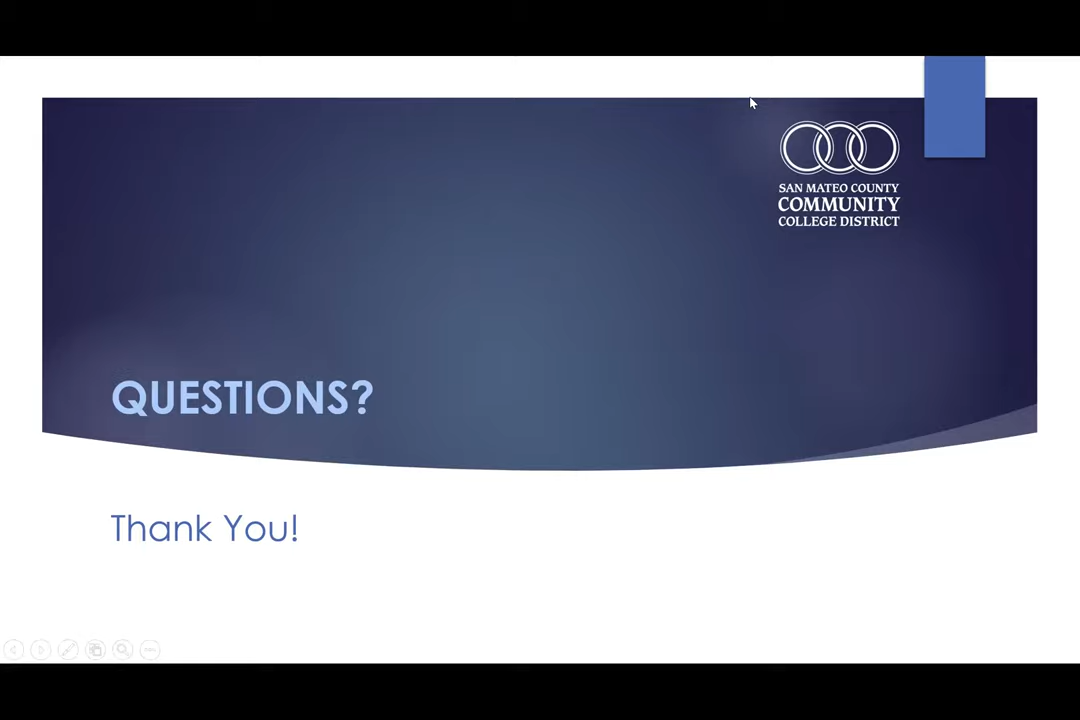 SAN MATEO COUNTY
COMMUNITY
COLLEGE DISTRICT
QUESTIONS?
Thank You!